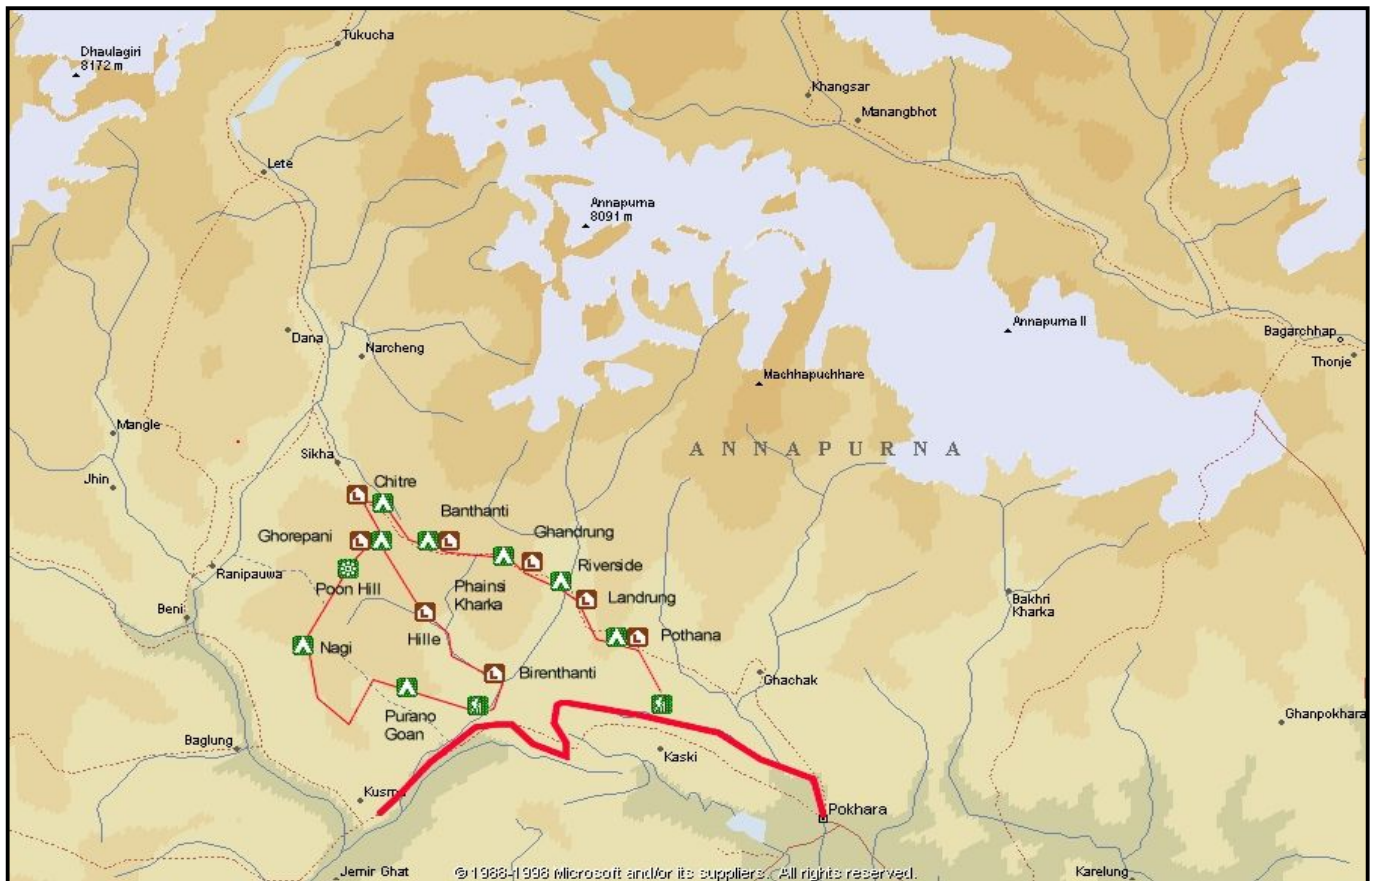 Tukucha
Dhaulagiri
8172 m
Khangsar
Manangbhot
Lete
Annapurna
8091 m
Annapurna II
Bagarchhap
Thonje
Dana
Narcheng
Machhapuchhare
Mangle
ANNAPURNA
Sikha
Jhin
Chitre
Banthanti
Ghorepani
Ghandrung
Riverside
Ranipauwa
Poon Hill
Phainsi
Kharka
Landrung
Bakhri
Kharka
Beni
Hille
Pothana
Nagi
Birenthanti
Ghachak
Purano
Goan
Ghanpokhara
Baglung
Kaski
Kusma
Pokhara
Jemir Ghat
© 1988-1998 Microsoft and/or its suppliers. All rights reserved.
Karelung